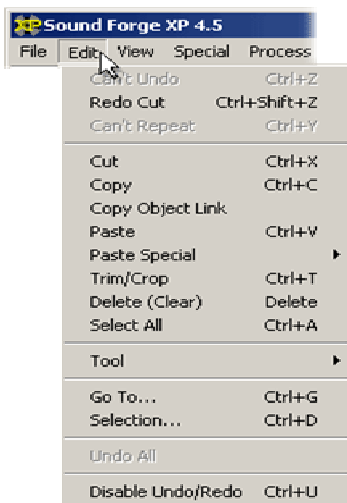 XP Sound Forge XP 4.5
File Edit View Special Process
Can't Undo Ctrl+Z
Redo Cut Ctrl+Shift+Z
Can't Repeat Ctrl+Y
Cut Ctrl+X
Copy Ctrl+C
Copy Object Link
Paste Ctrl+V
Paste Special
Trim/Crop Ctrl+T
Delete (Clear) Delete
Select All Ctrl+A
Tool
Go To... Ctrl+G
Selection... Ctrl+D
Undo All
Disable Undo/Redo Ctrl+U